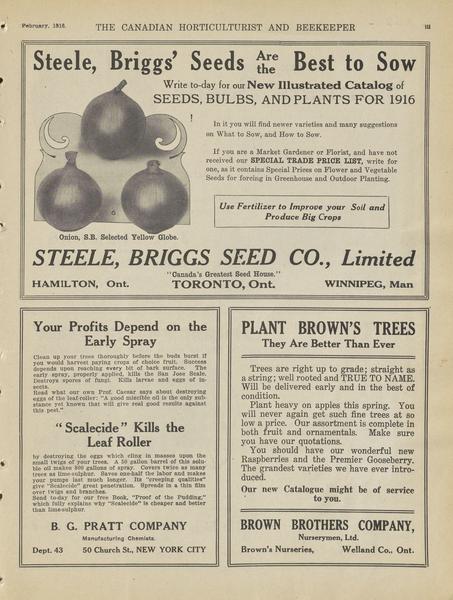 February, 1916.
THE CANADIAN HORTICULTURIST AND BEEKEEPER
iii
Steele, Briggs' Seeds Are the Best to Sow
Write to-day for our New Illustrated Catalog of
SEEDS, BULBS, AND PLANTS FOR 1916
In it you will find newer varieties and many suggestions
on What to Sow, and How to Sow.
If you are a Market Gardener or Florist, and have not
received our SPECIAL TRADE PRICE LIST, write for
one, as it contains Special Prices on Flower and Vegetable
Seeds for forcing in Greenhouse and Outdoor Planting.
Use Fertilizer to Improve your Soil and
Produce Big Crops
Onion, S.B. Selected Yellow Globe.
STEELE, BRIGGS SEED CO., Limited
"Canada's Greatest Seed House."
HAMILTON, Ont. TORONTO, Ont. WINNIPEG, Man
Your Profits Depend on the
Early Spray
Clean up your trees thoroughly before the buds burst if
you would harvest paying crops of choice fruit. Success
depends upon reaching every bit of bark surface. The
early spray, properly applied, kills the San Jose Scale,
Destroys spores of fungi. Kills larvae and eggs of in-
sects.
Read what our own Prof. Caesar says about destroying
eggs of the leaf-roller: "A good miscible oil is the only sub-
stance yet known that will give real good results against
this pest."
"Scalecide" Kills the
Leaf Roller
by destroying the eggs which cling in masses upon the
small twigs of your trees. A 50 gallon barrel of this solu-
ble oil makes 800 gallons of spray. Covers twice as many
trees as lime-sulphur. Saves one-half the labor and makes
your pumps last much longer. Its "creeping qualities"
give "Scalecide" great penetration. Spreads in a thin film
over twigs and branches.
Send to-day for our free Book, "Proof of the Pudding,"
which fully explains why "Scalecide" is cheaper and better
than lime-sulphur.
B. G. PRATT COMPANY
Manufacturing Chemists.
Dept. 43 50 Church St., NEW YORK CITY
PLANT BROWN'S TREES
They Are Better Than Ever
Trees are right up to grade; straight as
a string; well rooted and TRUE TO NAME.
Will be delivered early and in the best of
condition.
Plant heavy on apples this spring. You
will never again get such fine trees at so
low a price. Our assortment is complete in
both fruit and ornamentals. Make sure
you have our quotations.
You should have our wonderful new
Raspberries and the Premier Gooseberry.
The grandest varieties we have ever intro-
duced.
Our new Catalogue might be of service
to you.
BROWN BROTHERS COMPANY,
Nurserymen, Ltd.
Brown's Nurseries, Welland Co., Ont.